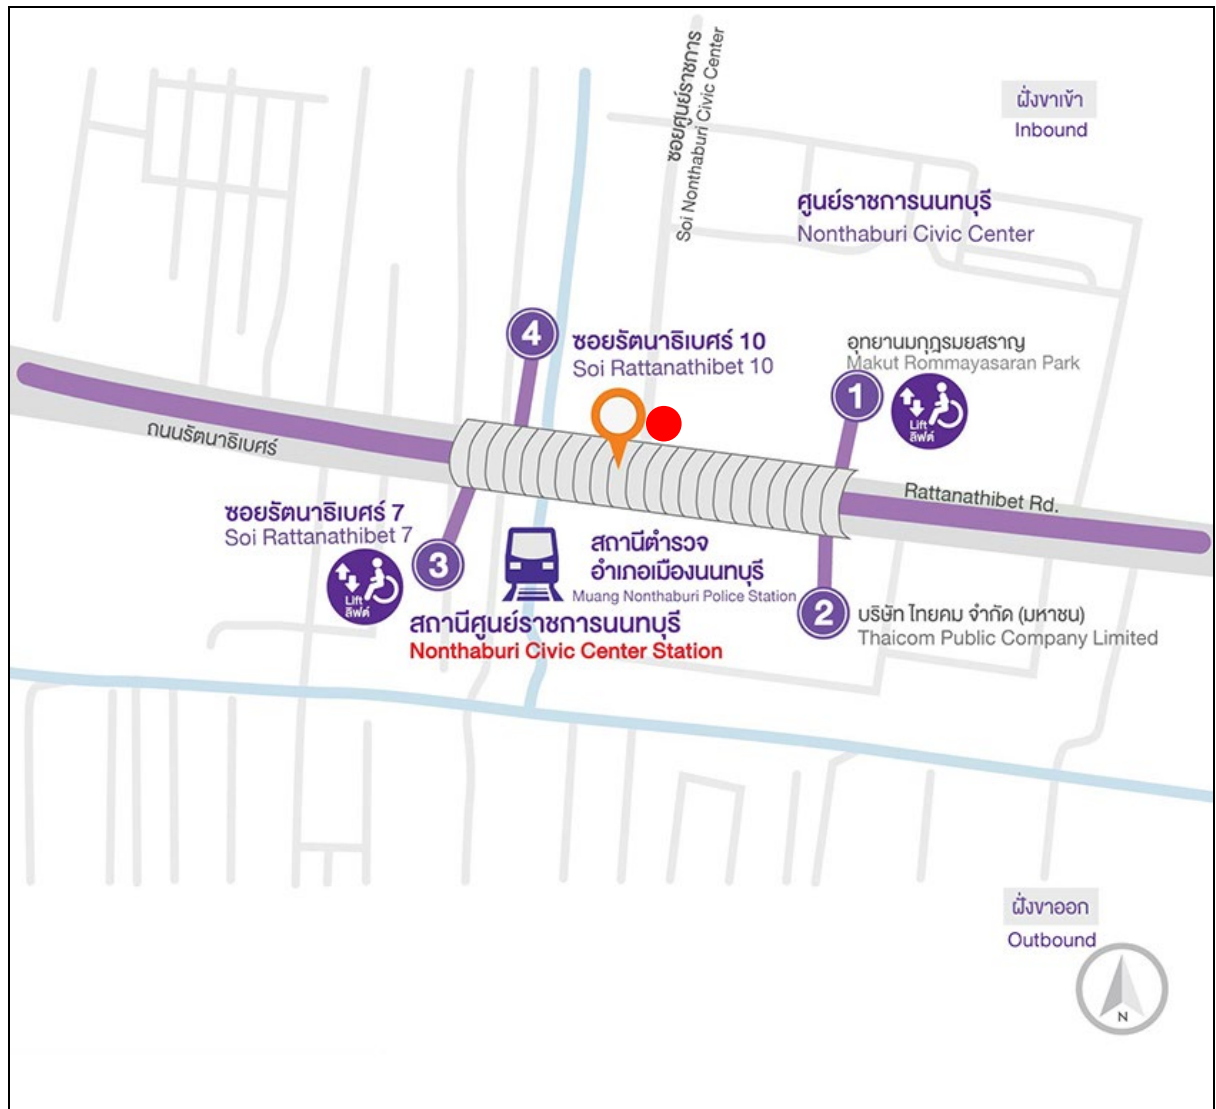 ซอยศูนย์ราชการ
Soi Nonthaburi Civic Center
ฝั่งขาเข้า
Inbound
ศูนย์ราชการนนทบุรี
Nonthaburi Civic Center
4
ซอยรัตนาธิเบศร์ 10
Soi Rattanathibet 10
อุทยานมกุฎรมยสราญ
Makut Rommayasaran Park
1
Lift
ลิฟต์
ถนนรัตนาธิเบศร์
Rattanathibet Rd.
ซอยรัตนาธิเบศร์ 7
Soi Rattanathibet 7
3
Lift
ลิฟต์
สถานีตำรวจ
อำเภอเมืองนนทบุรี
Muang Nonthaburi Police Station
2
บริษัท ไทยคม จำกัด (มหาชน)
Thaicom Public Company Limited
สถานีศูนย์ราชการนนทบุรี
Nonthaburi Civic Center Station
ฝั่งขาออก
Outbound
N